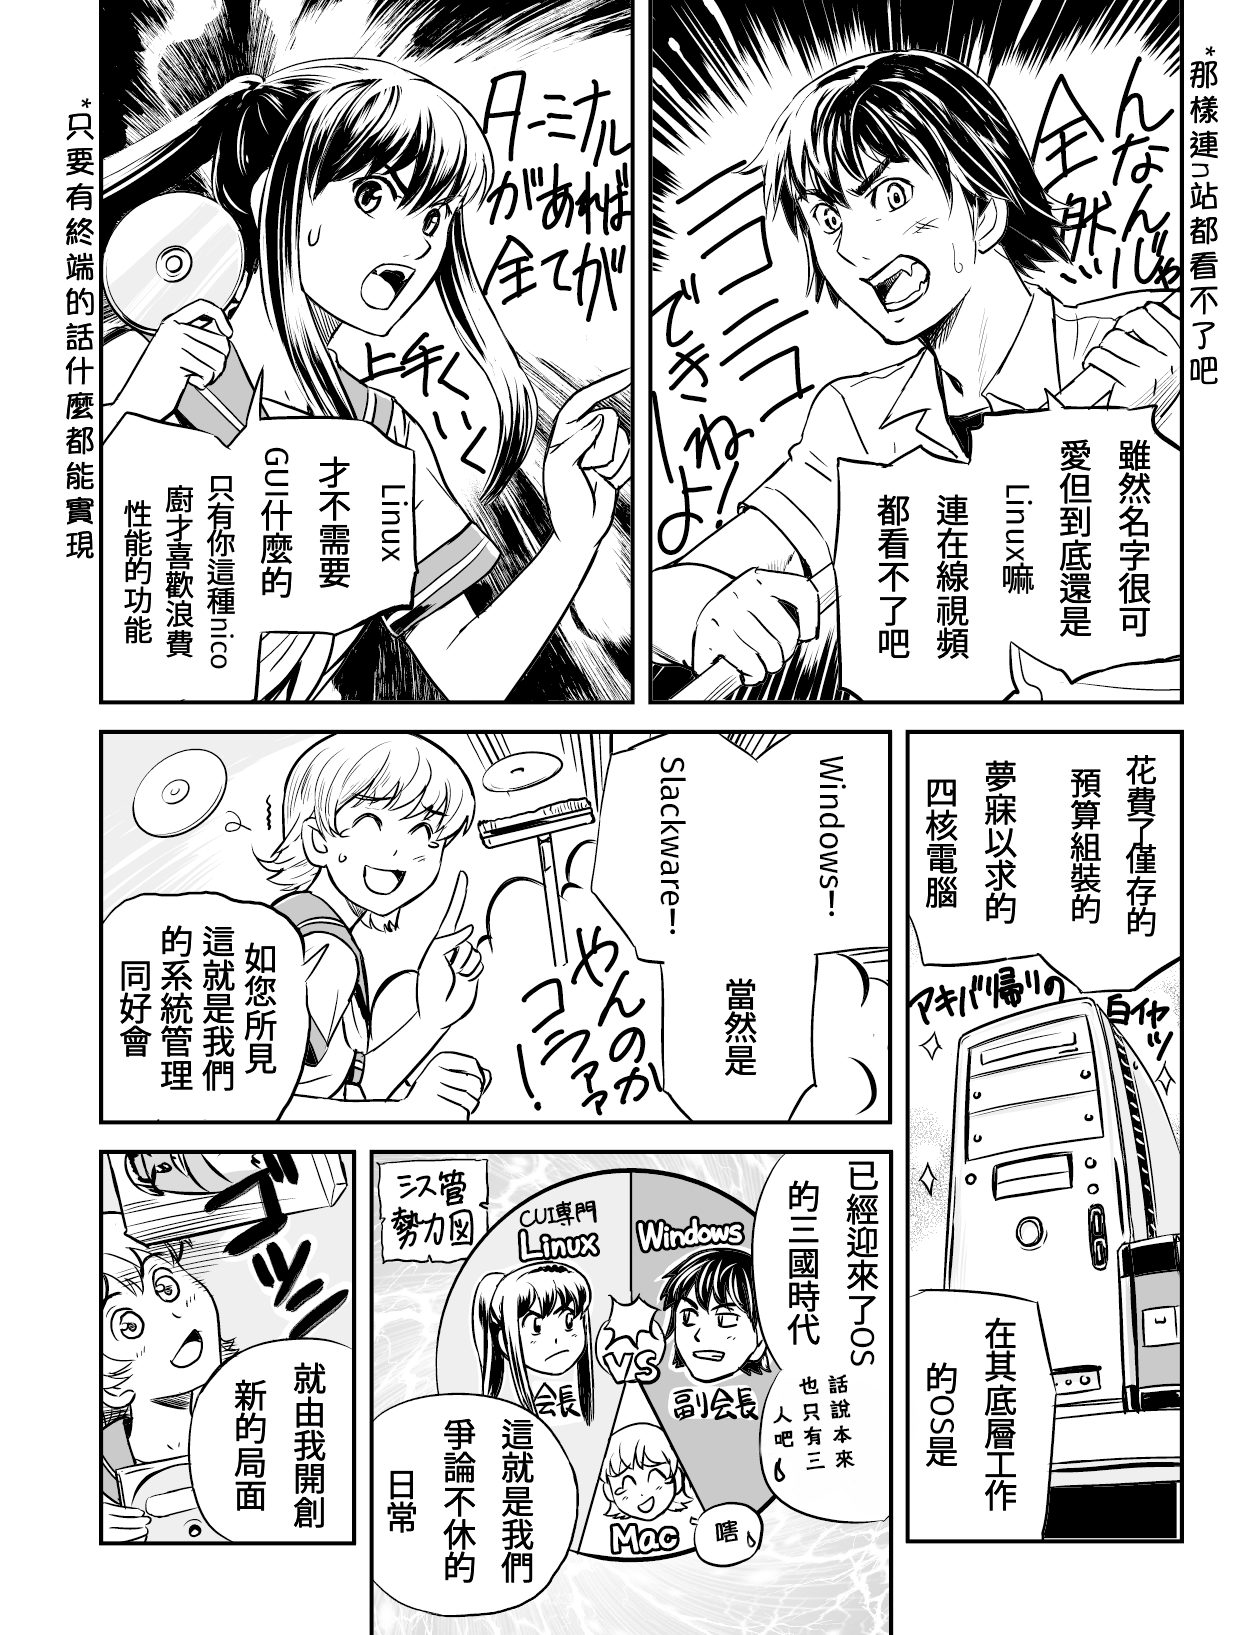 *那樣連n站都看不了吧
んなんじゃ
全然
ニコニコ
できねー
しよ!
雖然名字很可
愛但到底還是
Linux嘛
連在線視頻
都看不了吧
ターミナル
があれば
全てが
上手く
いく
*只要有終端的話什麼都能實現
Linux
才不需要
GUI什麼的
只有你這種nico
廚才喜歡浪費
性能的功能
花費了僅存的
預算組裝的
夢寐以求的
四核電腦
アキバ帰りの
自作ヤツ
在其底層工作
的OS是
Windows!
Slackware!
當然是
やんのか
コラァァ
!
如您所見
這就是我們
的系統管理
同好會
已經迎來了OS
的三國時代
話說本來
也只有三
人吧
シス管
勢力図
CUI専門
Linux
Windows
VS
会長
副会長
Mac
嘻
這就是我們
爭論不休的
日常
ゴゴ
就由我開創
新的局面